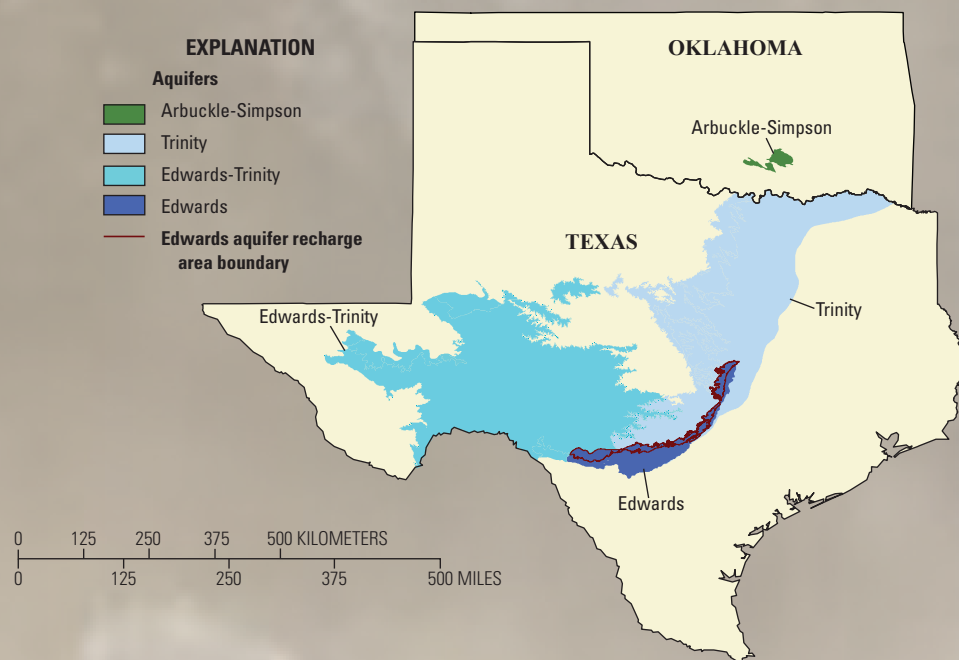 EXPLANATION
Aquifers
Arbuckle-Simpson
Trinity
Edwards-Trinity
Edwards
Edwards aquifer recharge
area boundary
OKLAHOMA
Arbuckle-Simpson
TEXAS
Edwards-Trinity
Trinity
Edwards
0 125 250 375 500 KILOMETERS
0 125 250 375 500 MILES